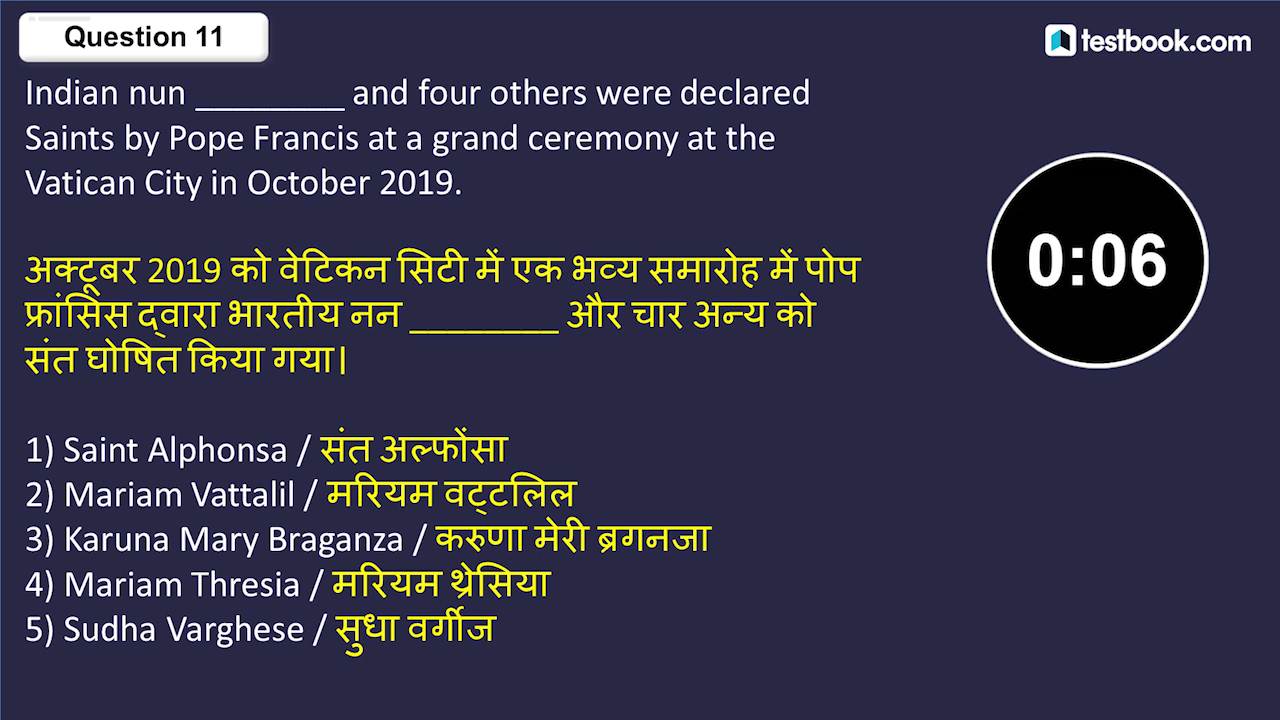 Question 11
testbook.com
Indian nun _________ and four others were declared
Saints by Pope Francis at a grand ceremony at the
Vatican City in October 2019.
अक्टूबर 2019 को वेटिकन सिटी में एक भव्य समारोह में पोप
फ्रांसिस द्वारा भारतीय नन ________ और चार अन्य को
संत घोषित किया गया।
1) Saint Alphonsa / संत अल्फोंसा
2) Mariam Vattalil / मरियम वट्टलिल
3) Karuna Mary Braganza / करुणा मेरी ब्रगनजा
4) Mariam Thresia / मरियम थ्रेसिया
5) Sudha Varghese / सुधा वर्गीज
0:06